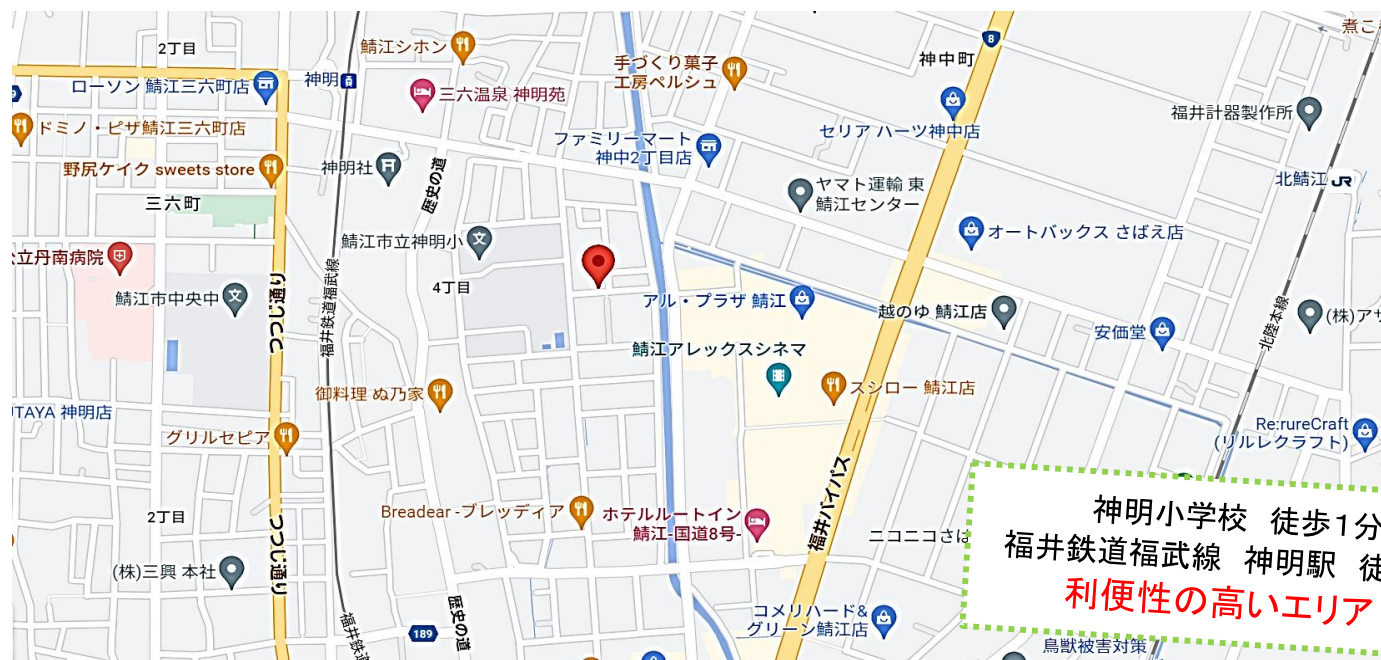 2丁目
鯖江シホン
手づくり菓子
工房ペルシュ
8
神中町
煮こ
ローソン 鯖江三六町店
神明
三六温泉 神明苑
セリア ハーツ神中店
福井計器製作所
ドミノ・ピザ鯖江三六町店
ファミリーマート
神中2丁目店
野尻ケイク sweets store
神明社
歴史の道
ヤマト運輸 東
鯖江センター
北鯖江
JR
三六町
鯖江市立神明小
オートバックス さばえ店
立丹南病院
4丁目
鯖江市中央中
つつじ通り
福井鉄道福武線
アル・プラザ 鯖江
越のゆ 鯖江店
安価堂
北陸本線
(株)アサ
鯖江アレックスシネマ
御料理 ぬ乃家
スシロー 鯖江店
TAYA 神明店
グリルセピア
Re:rureCraft
(リルレクラフト)
福井バイパス
2丁目
Breadear -ブレッディア
ホテルルートイン
鯖江-国道8号-
ニコニコさば
神明小学校 徒歩1分
福井鉄道福武線 神明駅 徒
利便性の高いエリア
(株)三興 本社
つつじ通り
歴史の道
コメリハード&
グリーン鯖江店
福井鉄道
189
鳥獣被害対策